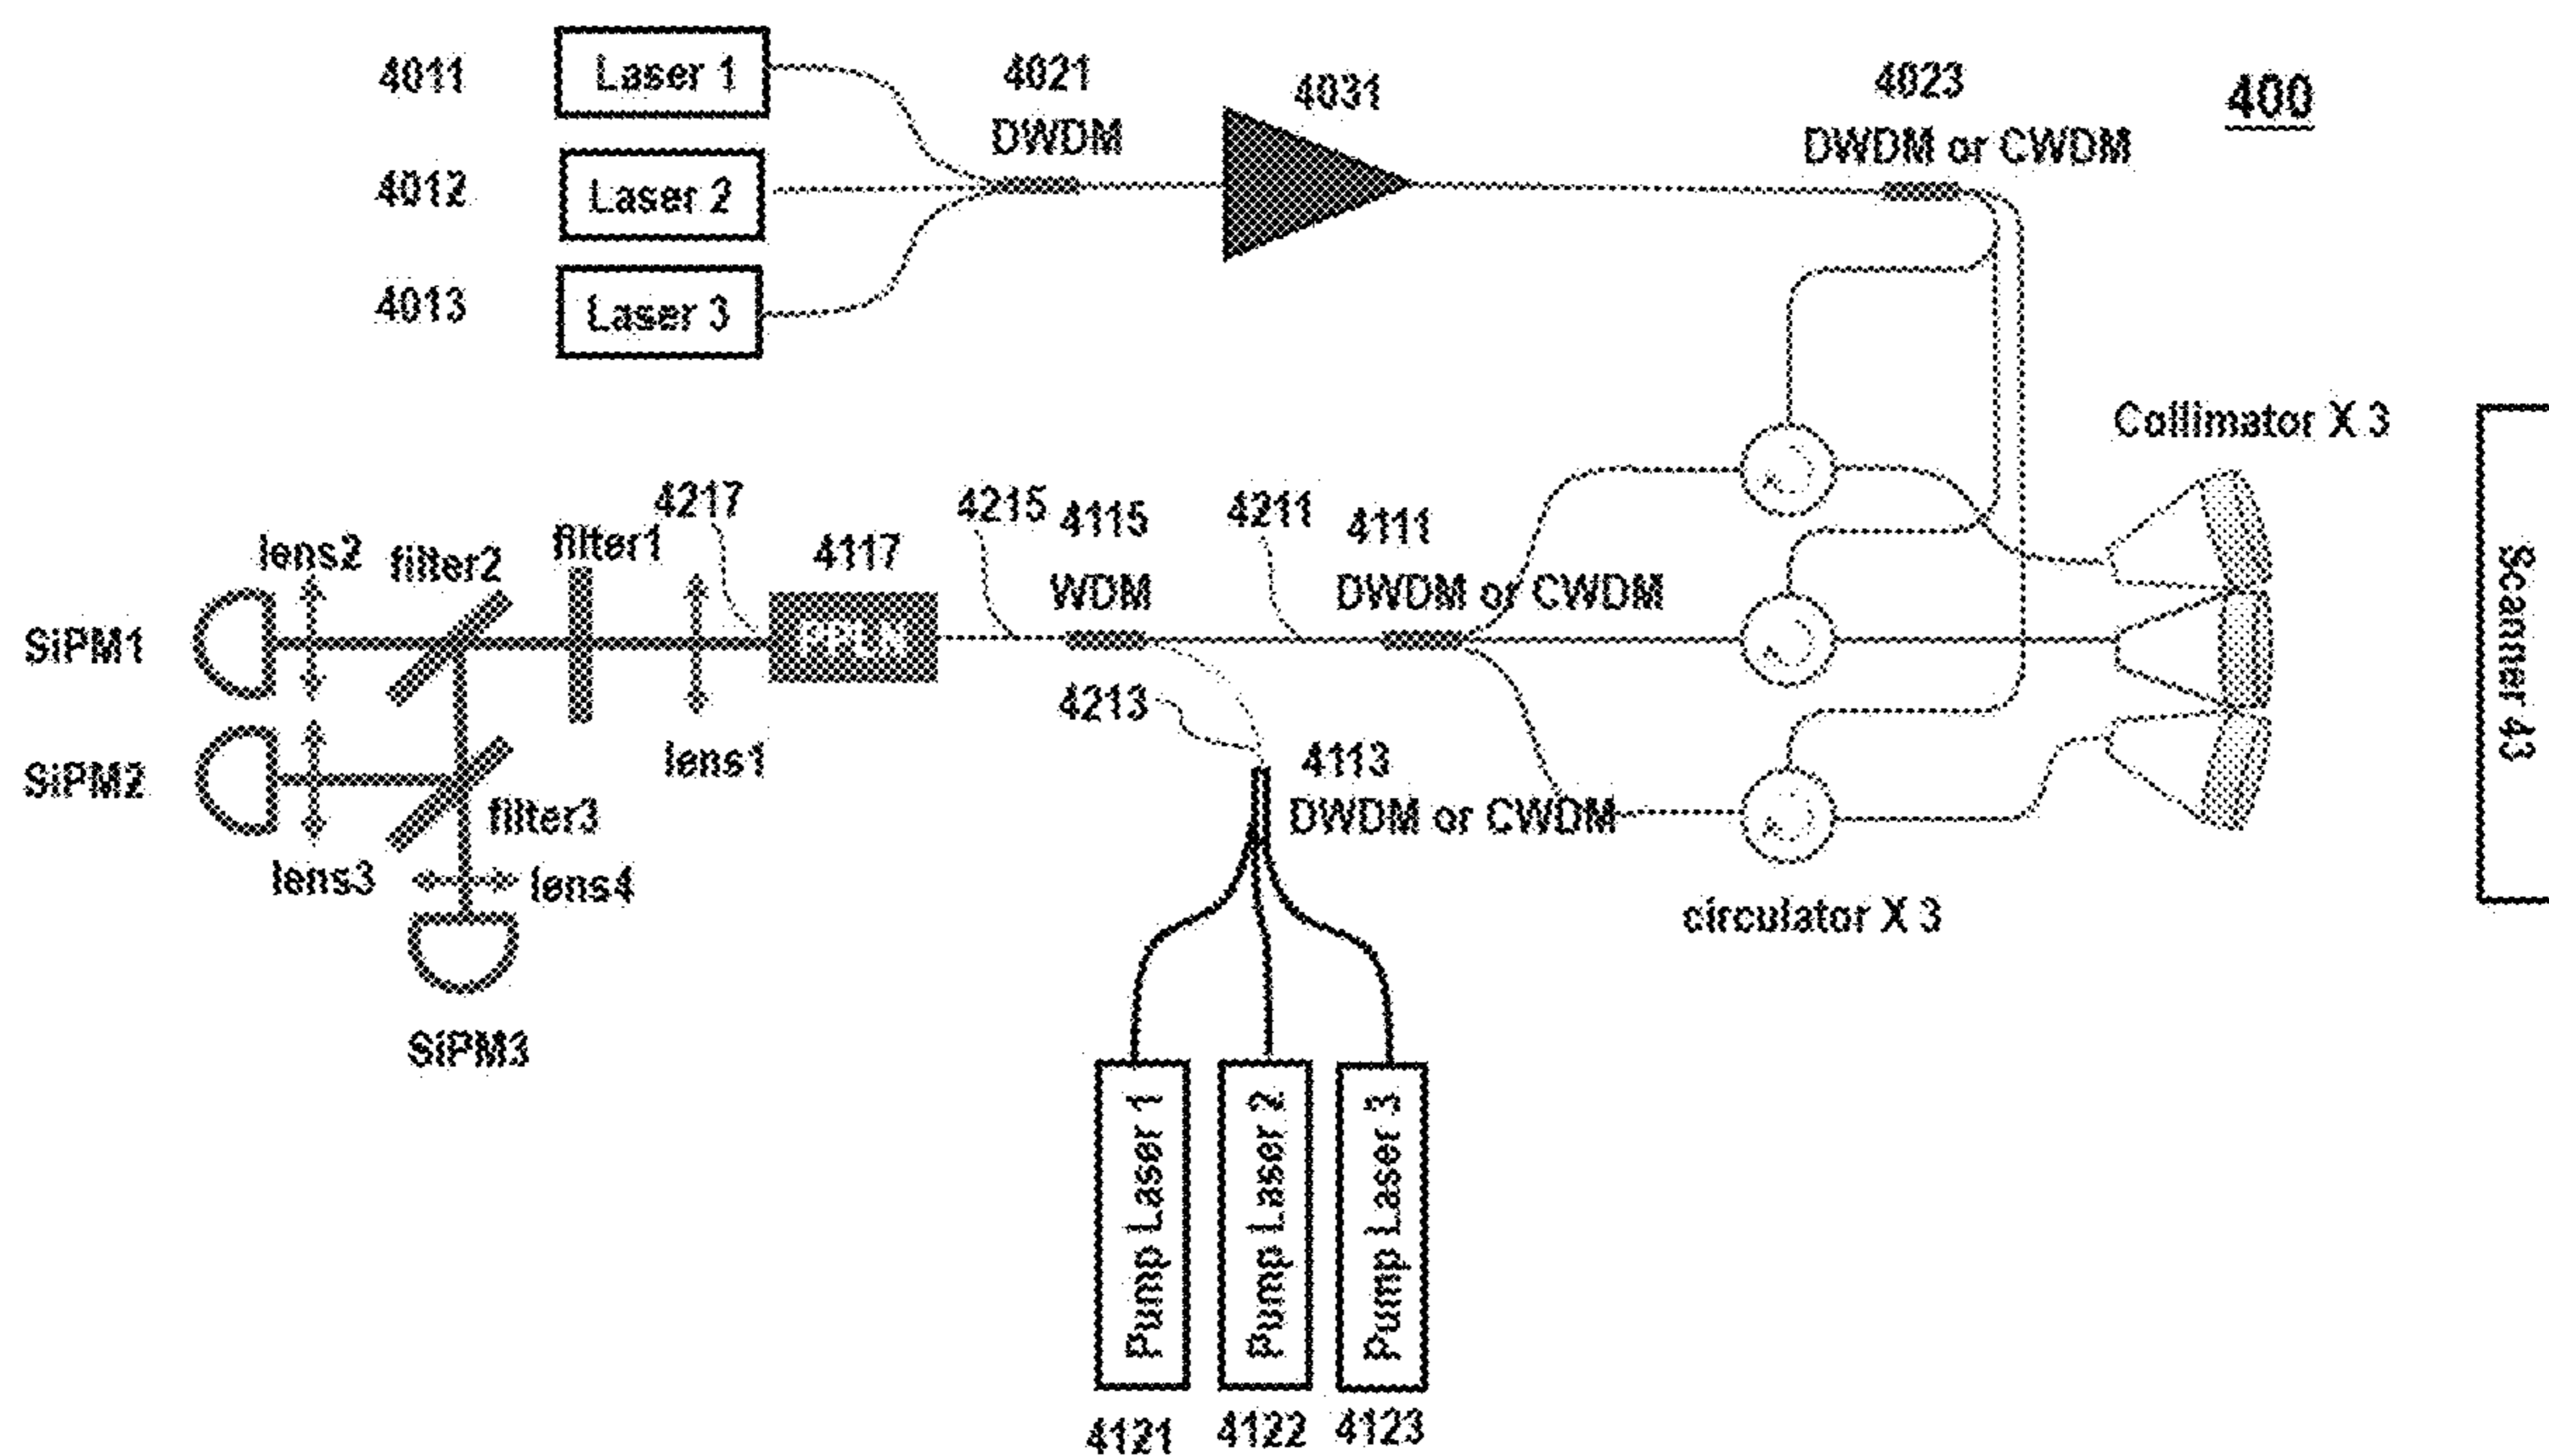 4011
Laser 1
4021
DWDM
4031
4023
DWDM or CWDM
400
4012
Laser 2
4013
Laser 3
Collimator X 3
Scanner 43
4217
4215
4115
WDM
4211
4111
DWDM or CWDM
lens2
filter2
filter1
4117
PPLN
SiPM1
4213
lens1
SiPM2
filter3
4113
DWDM or CWDM
lens3
lens4
circulator X 3
SiPM3
Pump Laser 1
Pump Laser 2
Pump Laser 3
4121
4122
4123